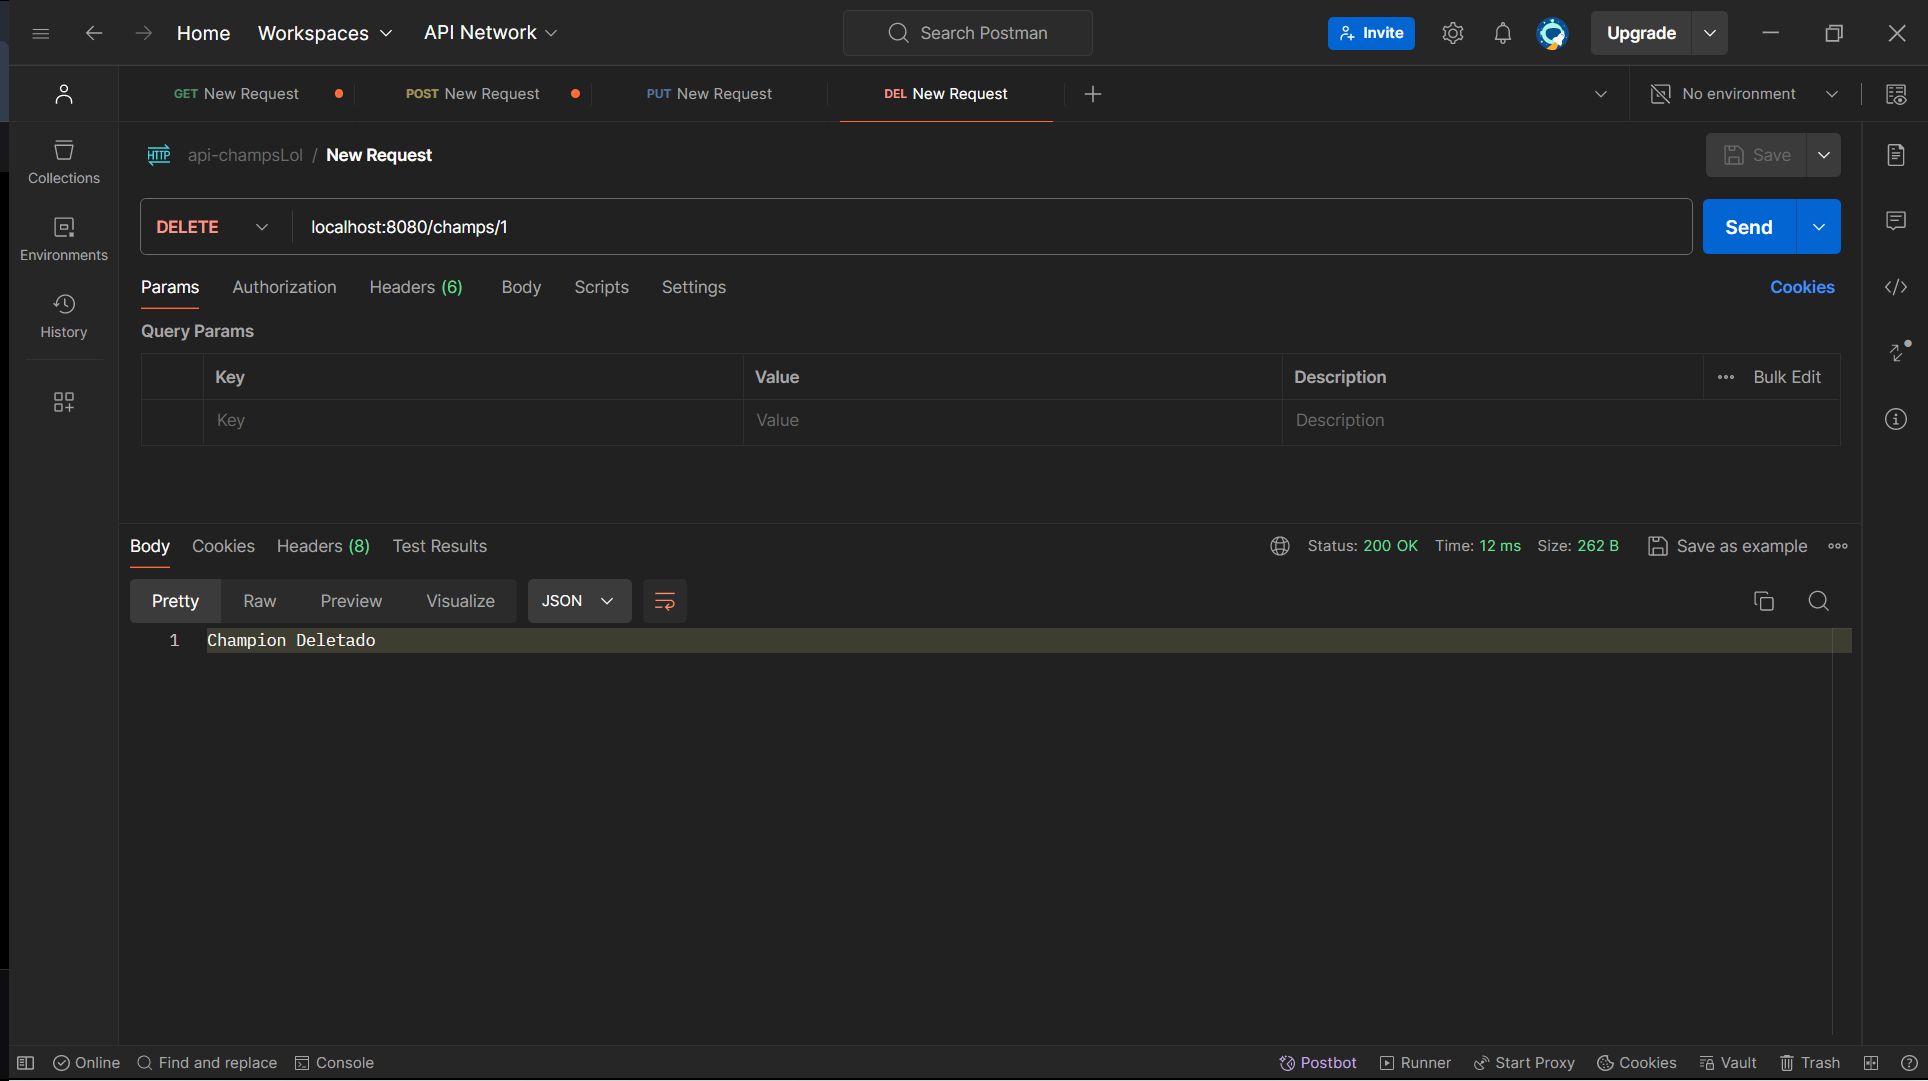 Home Workspaces API Network Search Postman Invite Upgrade
GET New Request POST New Request PUT New Request DEL New Request No environment
HTTP api-champsLol / New Request Save
Collections
DELETE localhost:8080/champs/1 Send
Environments
Params Authorization Headers (6) Body Scripts Settings Cookies
History
Query Params
Key Value Description Bulk Edit
Key Value Description
Body Cookies Headers (8) Test Results Status: 200 OK Time: 12 ms Size: 262 B Save as example
Pretty Raw Preview Visualize JSON
1 Champion Deletado
Online Find and replace Console Postbot Runner Start Proxy Cookies Vault Trash